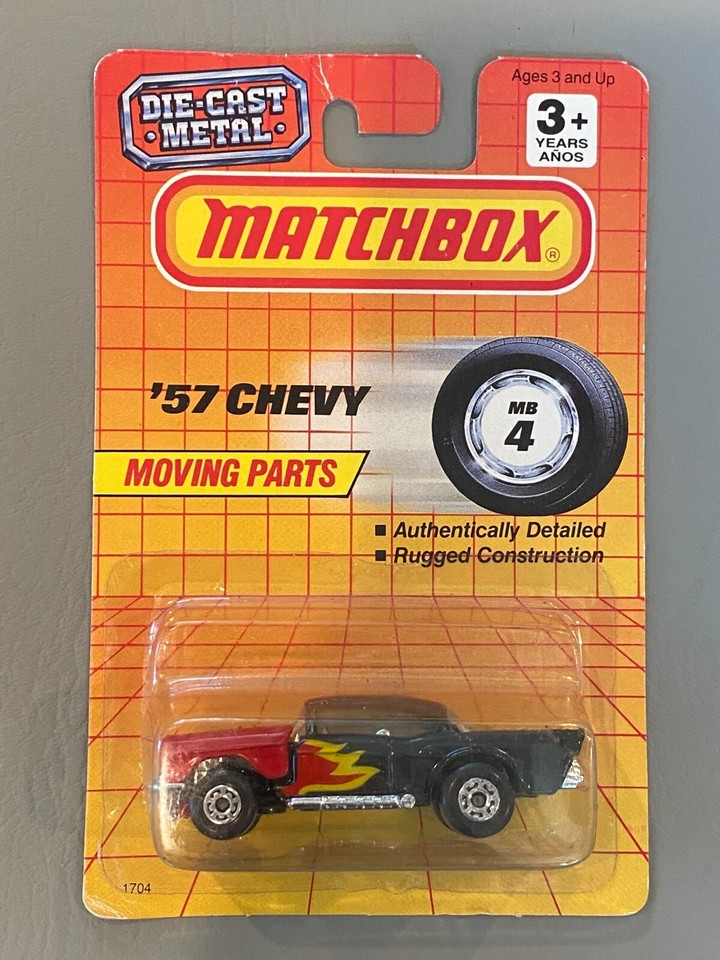 DIE-CAST
METAL
Ages 3 and Up
3+
YEARS
AÑOS
MATCHBOX®
'57 CHEVY
MB
4
MOVING PARTS
■ Authentically Detailed
■ Rugged Construction
1704